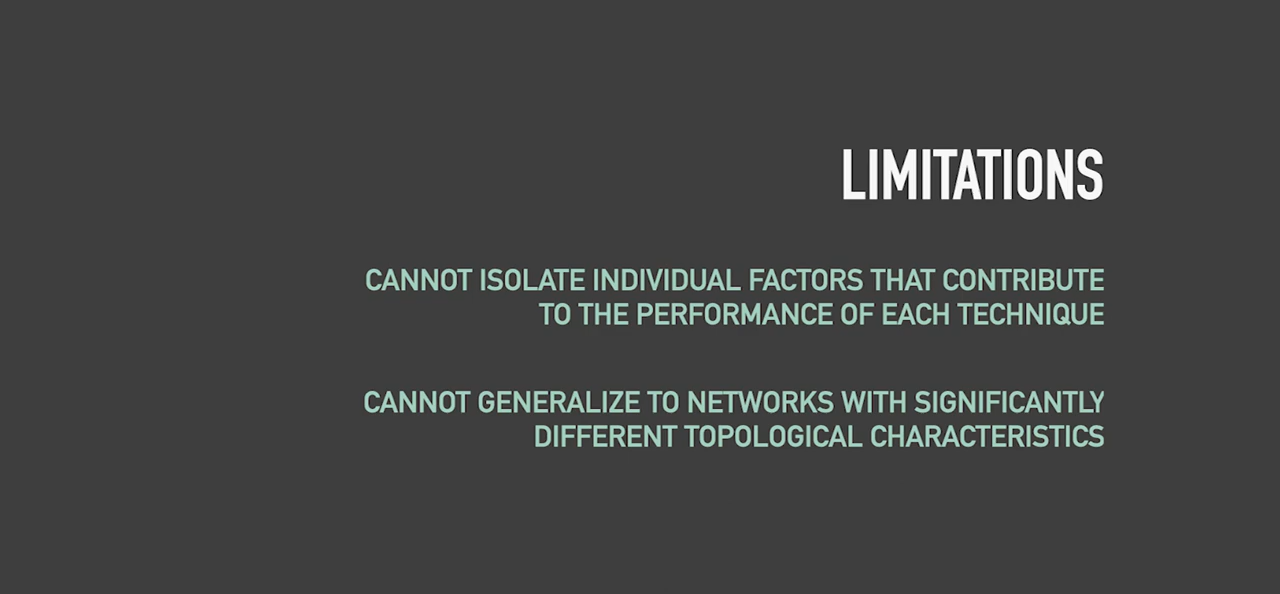 LIMITATIONS
CANNOT ISOLATE INDIVIDUAL FACTORS THAT CONTRIBUTE
TO THE PERFORMANCE OF EACH TECHNIQUE
CANNOT GENERALIZE TO NETWORKS WITH SIGNIFICANTLY
DIFFERENT TOPOLOGICAL CHARACTERISTICS